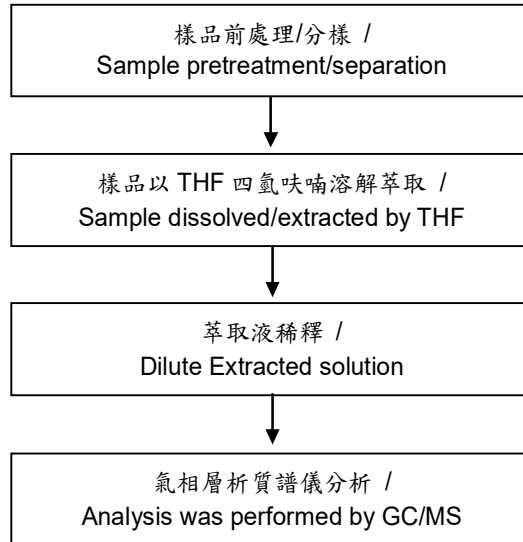 樣品前處理/分樣 /
Sample pretreatment/separation
樣品以 THF 四氫呋喃溶解萃取 /
Sample dissolved/extracted by THF
萃取液稀釋 /
Dilute Extracted solution
氣相層析質譜儀分析 /
Analysis was performed by GC/MS